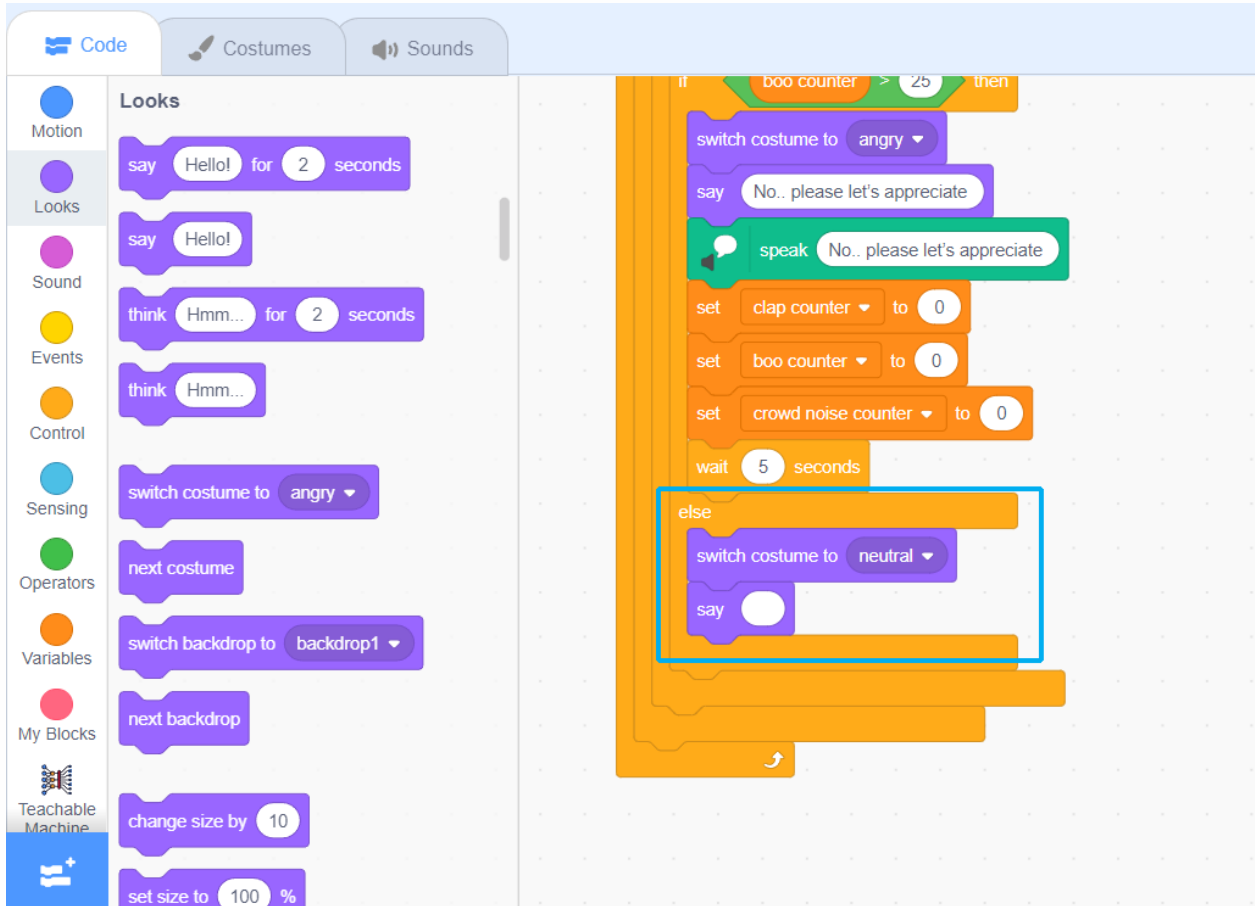 Code
Costumes
Sounds
Motion
Looks
Sound
Events
Control
Sensing
Operators
Variables
My Blocks
Teachable
Machine
Looks
say Hello! for 2 seconds
say Hello!
think Hmm... for 2 seconds
think Hmm...
switch costume to angry
next costume
switch backdrop to backdrop1
next backdrop
change size by 10
set size to 100 %
if boo counter > 25 then
switch costume to angry
say No.. please let's appreciate
speak No.. please let's appreciate
set clap counter to 0
set boo counter to 0
set crowd noise counter to 0
wait 5 seconds
else
switch costume to neutral
say